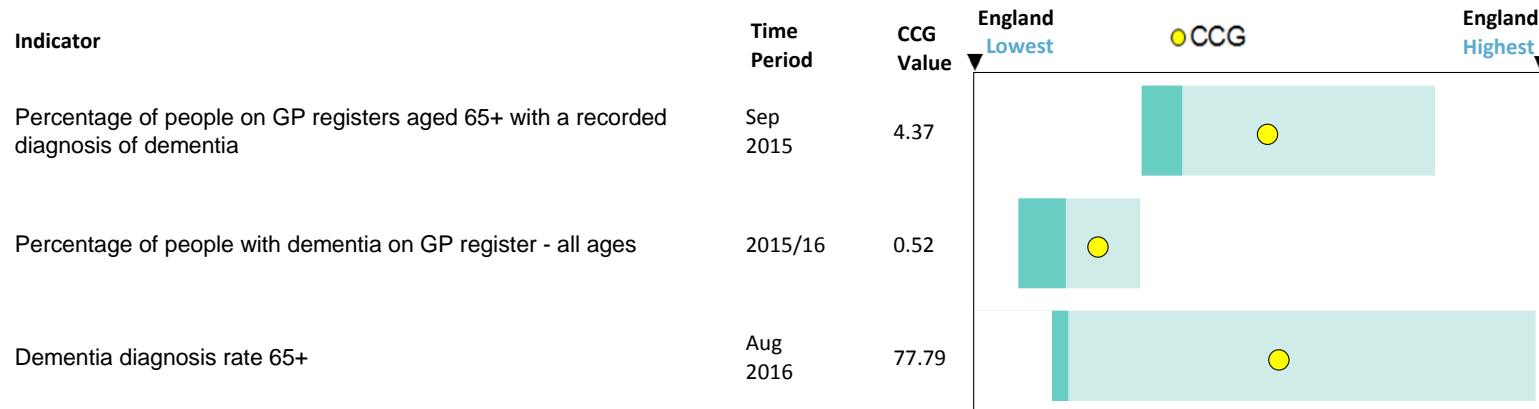 Indicator
Time Period
CCG Value
England Lowest
CCG
England Highest
Percentage of people on GP registers aged 65+ with a recorded
diagnosis of dementia
Sep
2015
4.37
Percentage of people with dementia on GP register - all ages
2015/16
0.52
Dementia diagnosis rate 65+
Aug
2016
77.79